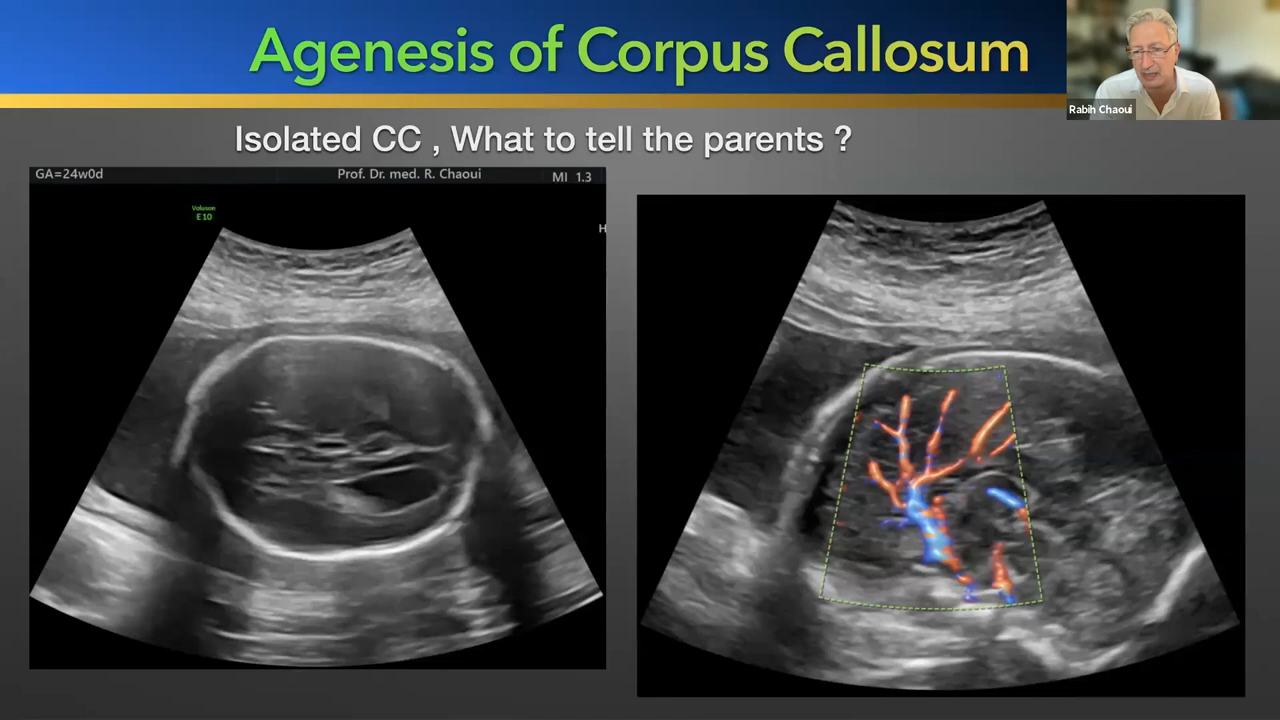 Agenesis of Corpus Callosum
Rabih Chaoui
Isolated CC , What to tell the parents ?
GA=24w0d Prof. Dr. med. R. Chaoui MI 1.3
Voluson
E10
H